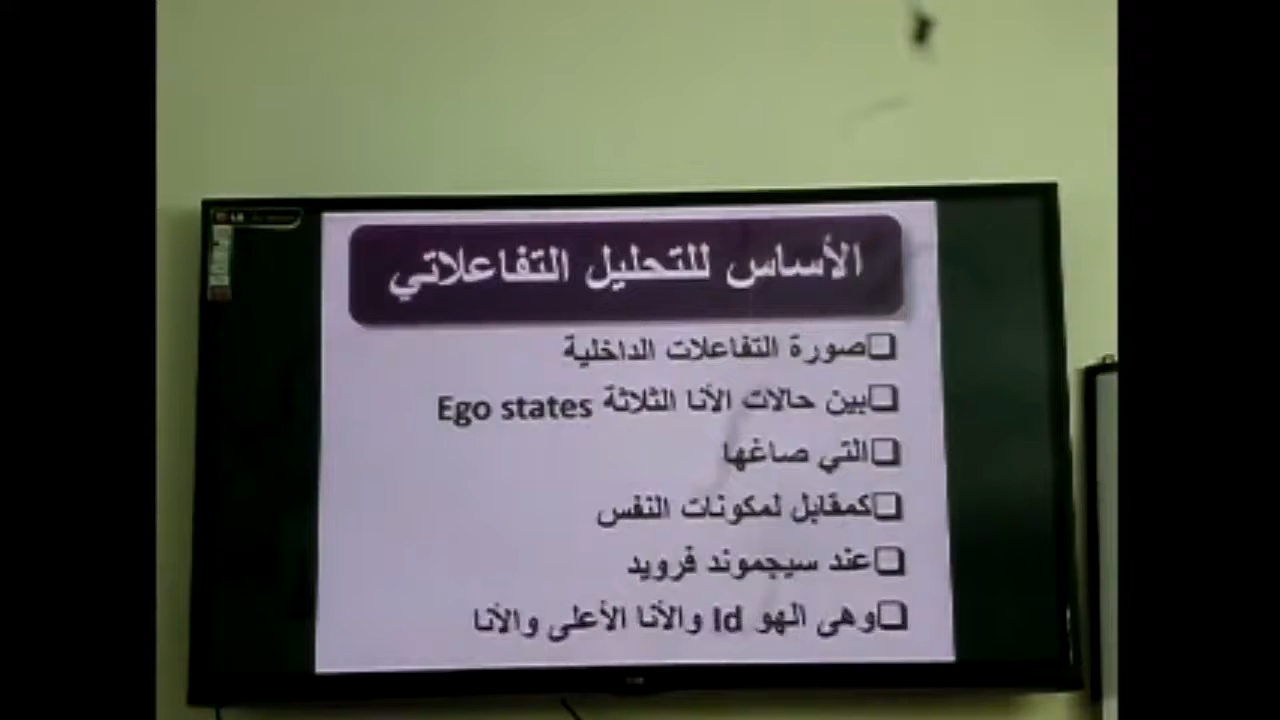 LG
الأساس للتحليل التفاعلاتي
صورة التفاعلات الداخلية
بين حالات الأنا الثلاثة Ego states
التي صاغها
كمقابل لمكونات النفس
عند سيجموند فرويد
وهى الهو Id والأنا الأعلى والأنا